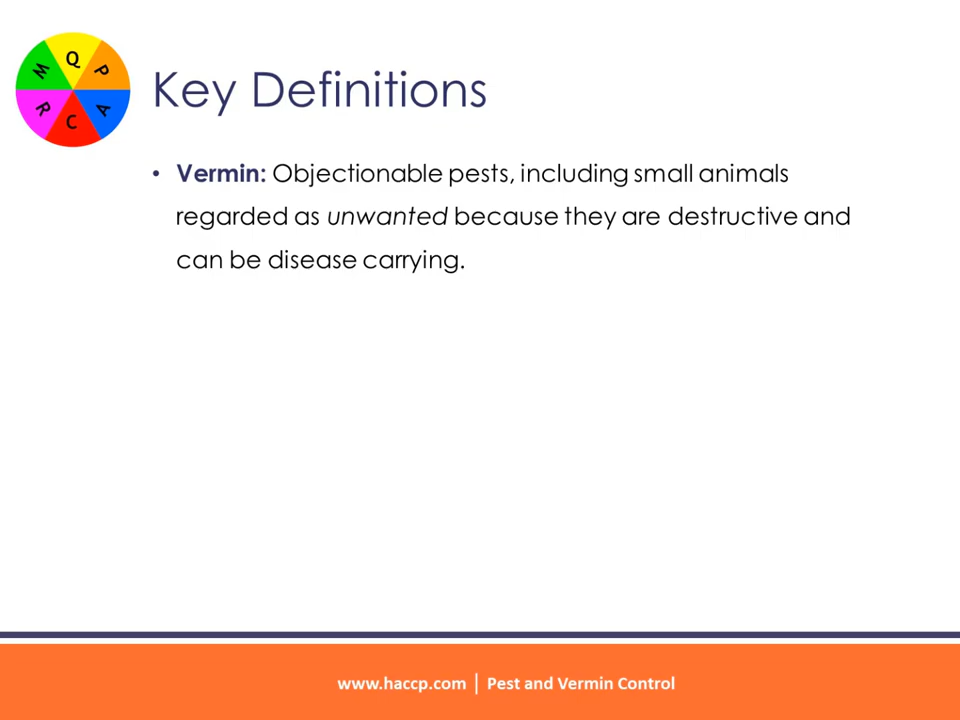 Q
M
P
R
A
C
Key Definitions
• Vermin: Objectionable pests, including small animals
regarded as unwanted because they are destructive and
can be disease carrying.
www.haccp.com | Pest and Vermin Control